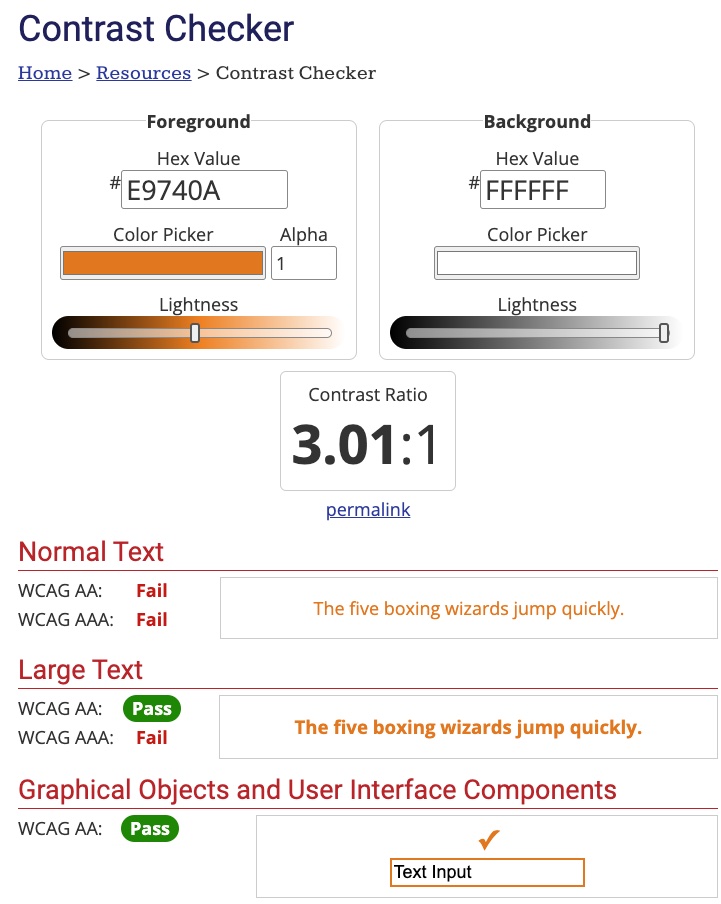 Contrast Checker
Home > Resources > Contrast Checker
Foreground
Hex Value
#E9740A
Color Picker Alpha
1
Lightness
Background
Hex Value
#FFFFFF
Color Picker
Lightness
Contrast Ratio
3.01:1
permalink
Normal Text
WCAG AA: Fail
WCAG AAA: Fail
The five boxing wizards jump quickly.
Large Text
WCAG AA: Pass
WCAG AAA: Fail
The five boxing wizards jump quickly.
Graphical Objects and User Interface Components
WCAG AA: Pass
✔
Text Input